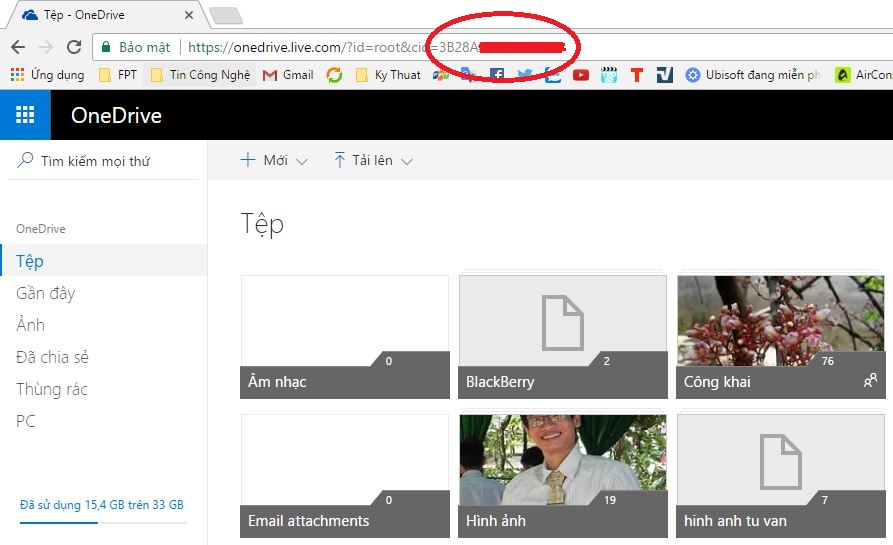 Tệp - OneDrive
Bảo mật https://onedrive.live.com/?id=root&cid=3B28A
Ứng dụng FPT Tin Công Nghệ Gmail Ky Thuat Ubisoft đang miễn ph AirCons
OneDrive
Tìm kiếm mọi thứ
Mới Tải lên
OneDrive
Tệp
Gần đây
Ảnh
Đã chia sẻ
Thùng rác
PC
Đã sử dụng 15,4 GB trên 33 GB
Tệp
0
Âm nhạc
2
BlackBerry
76
Công khai
0
Email attachments
19
Hình ảnh
7
hinh anh tu van